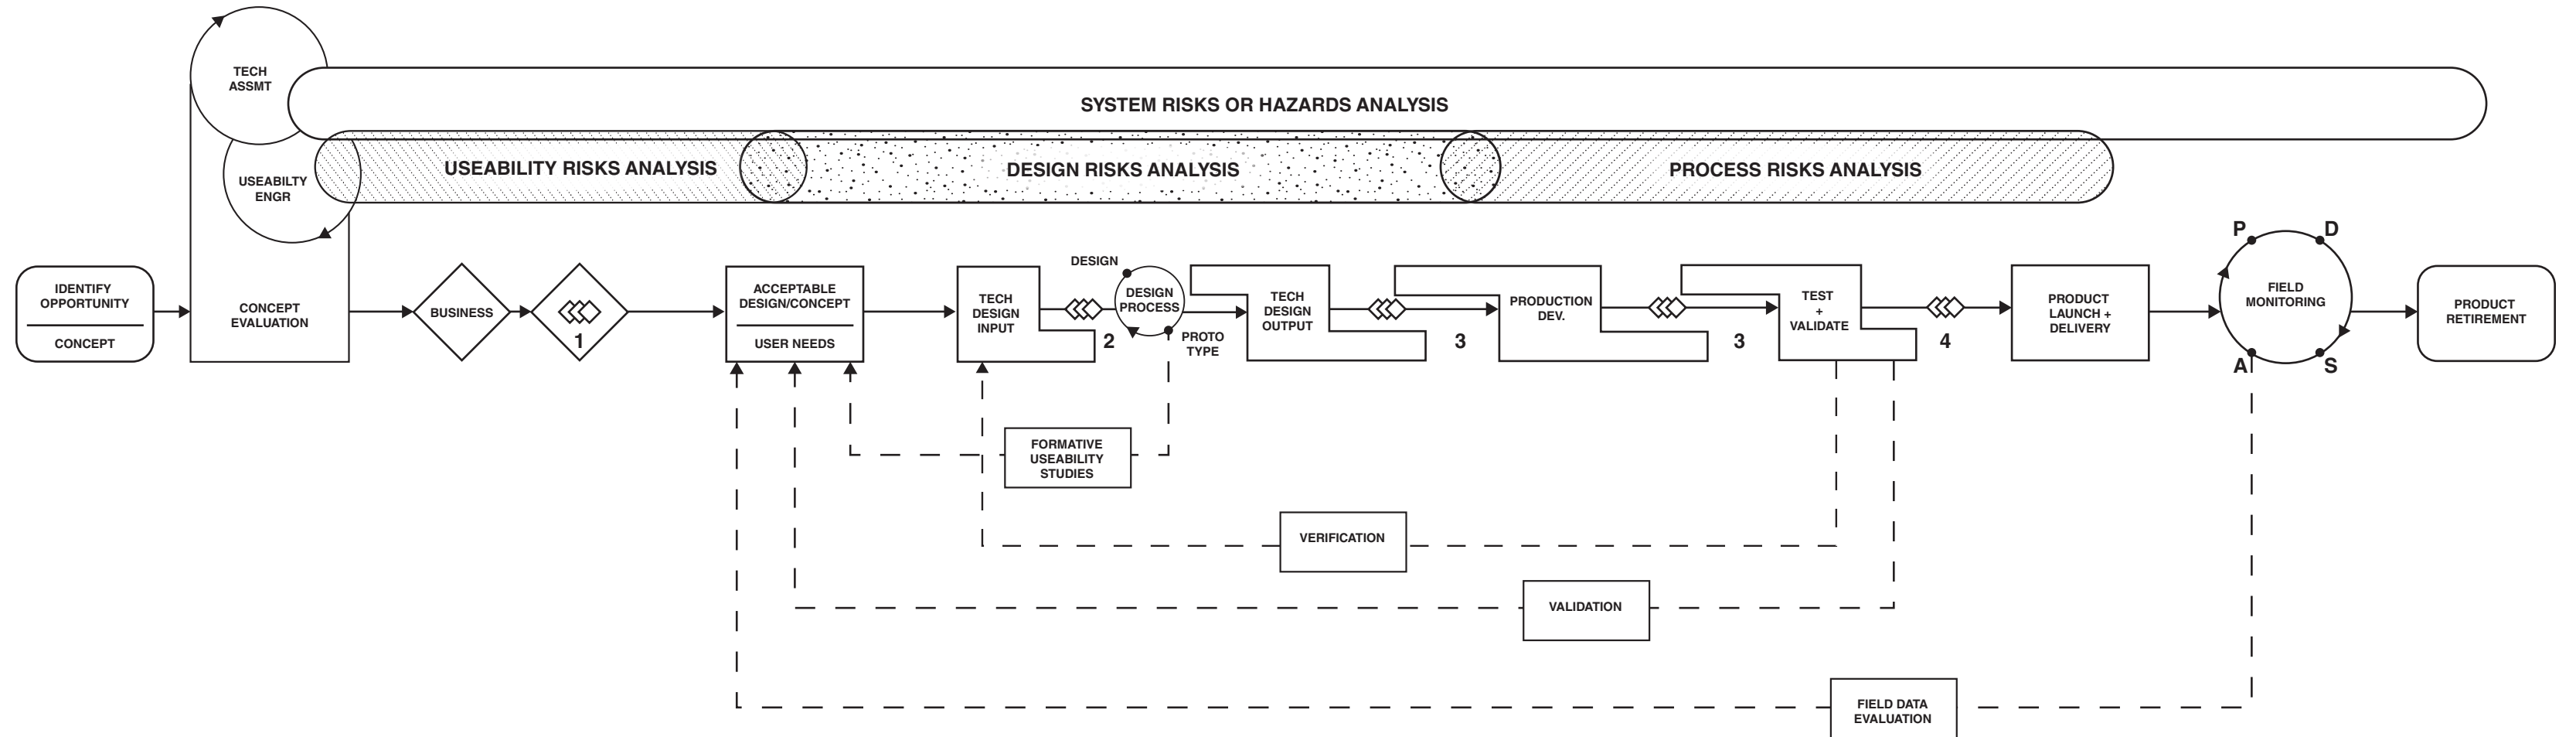 TECH
ASSMT
SYSTEM RISKS OR HAZARDS ANALYSIS
USEABILTY
ENGR
USEABILITY RISKS ANALYSIS
DESIGN RISKS ANALYSIS
PROCESS RISKS ANALYSIS
IDENTIFY
OPPORTUNITY
CONCEPT
CONCEPT
EVALUATION
BUSINESS
1
ACCEPTABLE
DESIGN/CONCEPT
USER NEEDS
TECH
DESIGN
INPUT
2
DESIGN
DESIGN
PROCESS
PROTO
TYPE
TECH
DESIGN
OUTPUT
3
PRODUCTION
DEV.
3
TEST
+
VALIDATE
4
PRODUCT
LAUNCH +
DELIVERY
P
D
FIELD
MONITORING
A
S
PRODUCT
RETIREMENT
FORMATIVE
USEABILITY
STUDIES
VERIFICATION
VALIDATION
FIELD DATA
EVALUATION